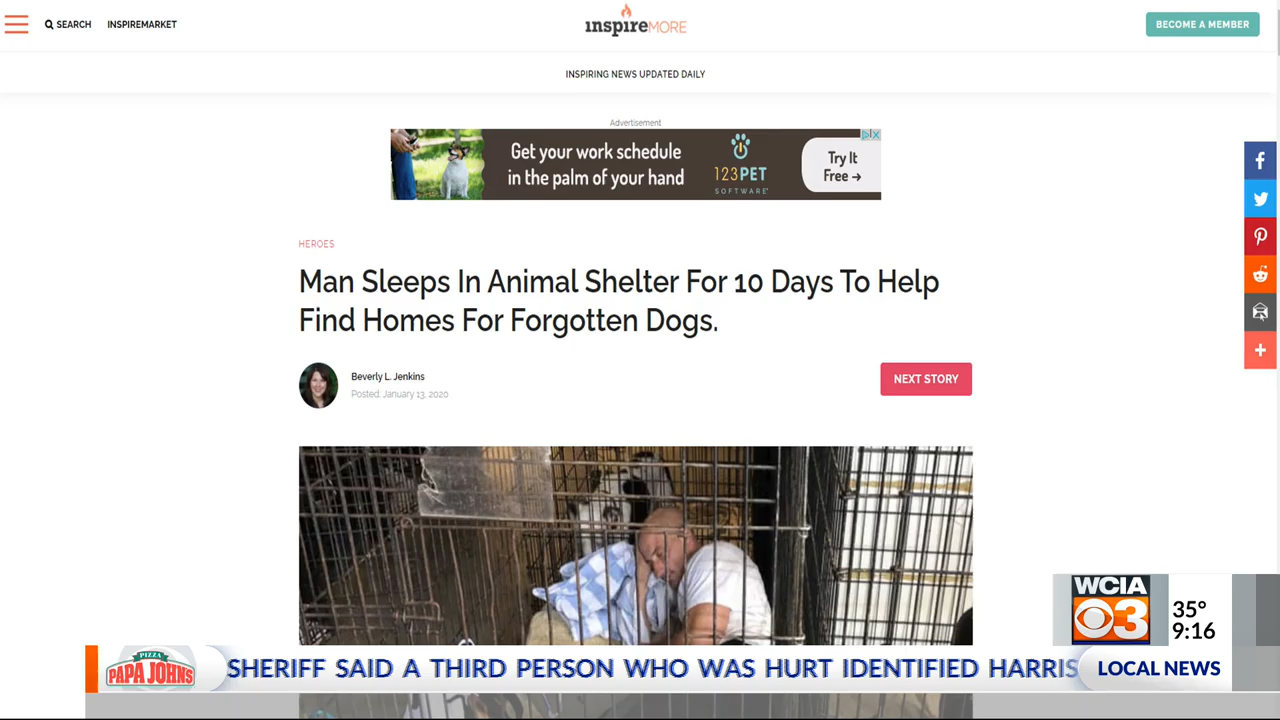 SEARCH
INSPIREMARKET
inspireMORE
BECOME A MEMBER
INSPIRING NEWS UPDATED DAILY
Advertisement
Get your work schedule
in the palm of your hand
123PET
SOFTWARE
Try It
Free →
HEROES
Man Sleeps In Animal Shelter For 10 Days To Help
Find Homes For Forgotten Dogs.
Beverly L. Jenkins
Posted: January 13, 2020
NEXT STORY
WCIA
3
35°
9:16
PIZZA
PAPA JOHNS
SHERIFF SAID A THIRD PERSON WHO WAS HURT IDENTIFIED HARRIS
LOCAL NEWS